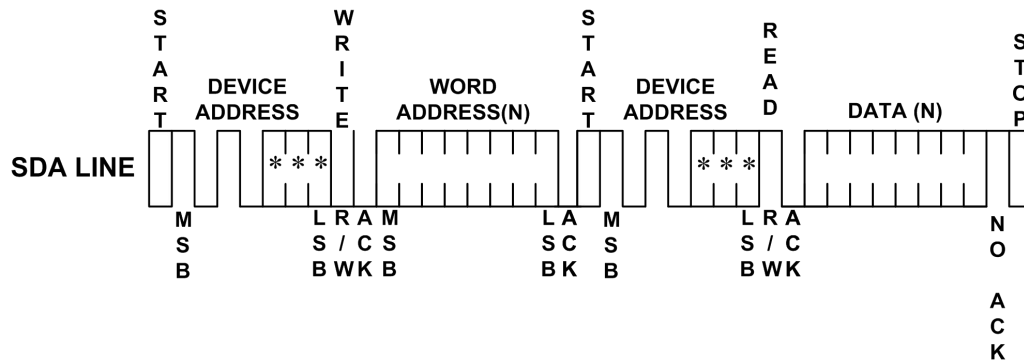 START
WRITE
START
READ
STOP
DEVICE
ADDRESS
WORD
ADDRESS(N)
DEVICE
ADDRESS
DATA (N)
SDA LINE
* * *
* * *
MSB
LSB
R/W
ACK
MSB
LSB
ACK
MSB
LSB
R/W
ACK
NO ACK